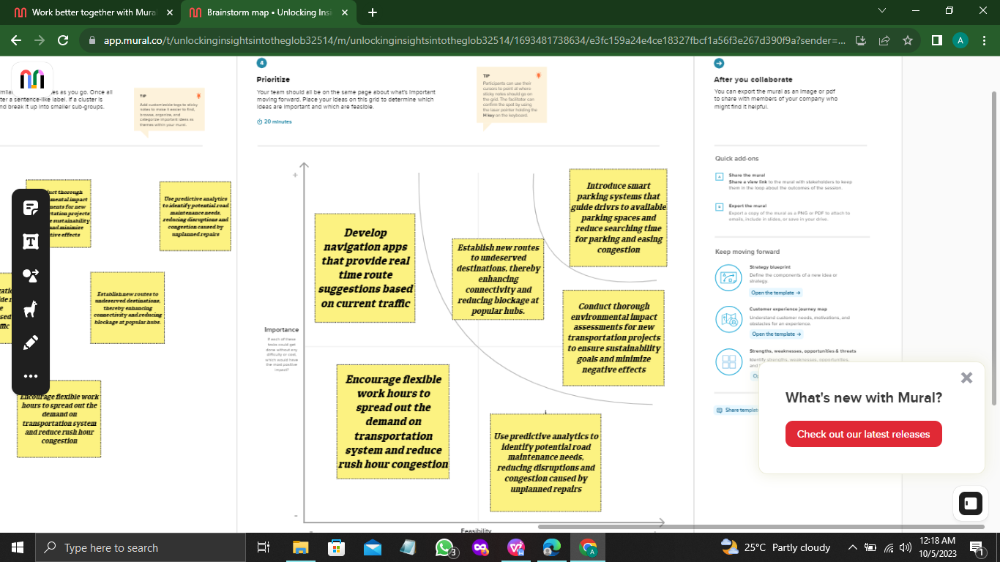 Work better together with Mural
Brainstorm map • Unlocking Insi
app.mural.co/t/unlockinginsightsintotheglob32514/m/unlockinginsightsintotheglob32514/1693481738634/e3fc159a24e4ce18327fbcf1a56f3e267d390f9a?sender=...
A
es as you go. Once all
ter a sentence-like label. If a cluster is
nd break it up into smaller sub-groups.
TIP
Add customizable tags to sticky
notes to make it easier to find,
browse, organize, and
categorize important ideas as
themes within your mural.
4
Prioritize
Your team should all be on the same page about what's important
moving forward. Place your ideas on this grid to determine which
ideas are important and which are feasible.
20 minutes
TIP
Participants can use their
cursors to point at where
sticky notes should go on
the grid. The facilitator can
confirm the spot by using
the laser pointer holding the
H key on the keyboard.
After you collaborate
You can export the mural as an image or pdf
to share with members of your company who
might find it helpful.
Quick add-ons
Share the mural
Share a view link to the mural with stakeholders to keep
them in the loop about the outcomes of the session.
Export the mural
Export a copy of the mural as a PNG or PDF to attach to
emails, include in slides, or save in your drive.
Keep moving forward
Strategy blueprint
Define the components of a new idea or
strategy.
Open the template →
Customer experience journey map
Understand customer needs, motivations, and
obstacles for an experience.
Open the template →
Strengths, weaknesses, opportunities & threats
Identify strengths, weaknesses, opportunities,
Share template
duct thorough
mental impact
ments for new
rtation projects
e sustainability
and minimize
tive effects
Use predictive analytics
to identify potential road
maintenance needs,
reducing disruptions and
congestion caused by
unplanned repairs
Establish new routes to
undeserved destinations,
thereby enhancing
connectivity and reducing
blockage at popular hubs.
Encourage flexible work
hours to spread out the
demand on
transportation system
and reduce rush hour
congestion
+
Importance
If each of these
tasks could get
done without any
difficulty or cost,
which would have
the most positive
impact?
-
Develop
navigation apps
that provide real
time route
suggestions based
on current traffic
Establish new routes
to undeserved
destinations, thereby
enhancing
connectivity and
reducing blockage at
popular hubs.
Introduce smart
parking systems that
guide drivrs to available
parking spaces and
reduce searching time
for parking and easing
congestion
Conduct thorough
environmental impact
assessments for new
transportation projects
to ensure sustainability
goals and minimize
negative effects
Encourage flexible
work hours to
spread out the
demand on
transportation
system and reduce
rush hour congestion
Use predictive analytics to
identify potential road
maintenance needs,
reducing disruptions and
congestion caused by
unplanned repairs
Feasibility
What's new with Mural?
Check out our latest releases
Type here to search
3
25°C Partly cloudy
12:18 AM
10/5/2023
1